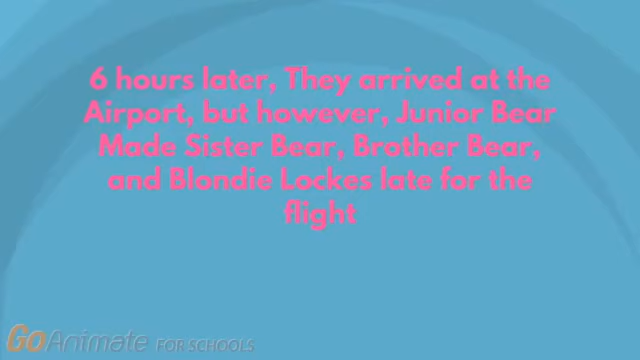 6 hours later, They arrived at the
Airport, but however, Junior Bear
Made Sister Bear, Brother Bear,
and Blondie Lockes late for the
flight
GoAnimate FOR SCHOOLS